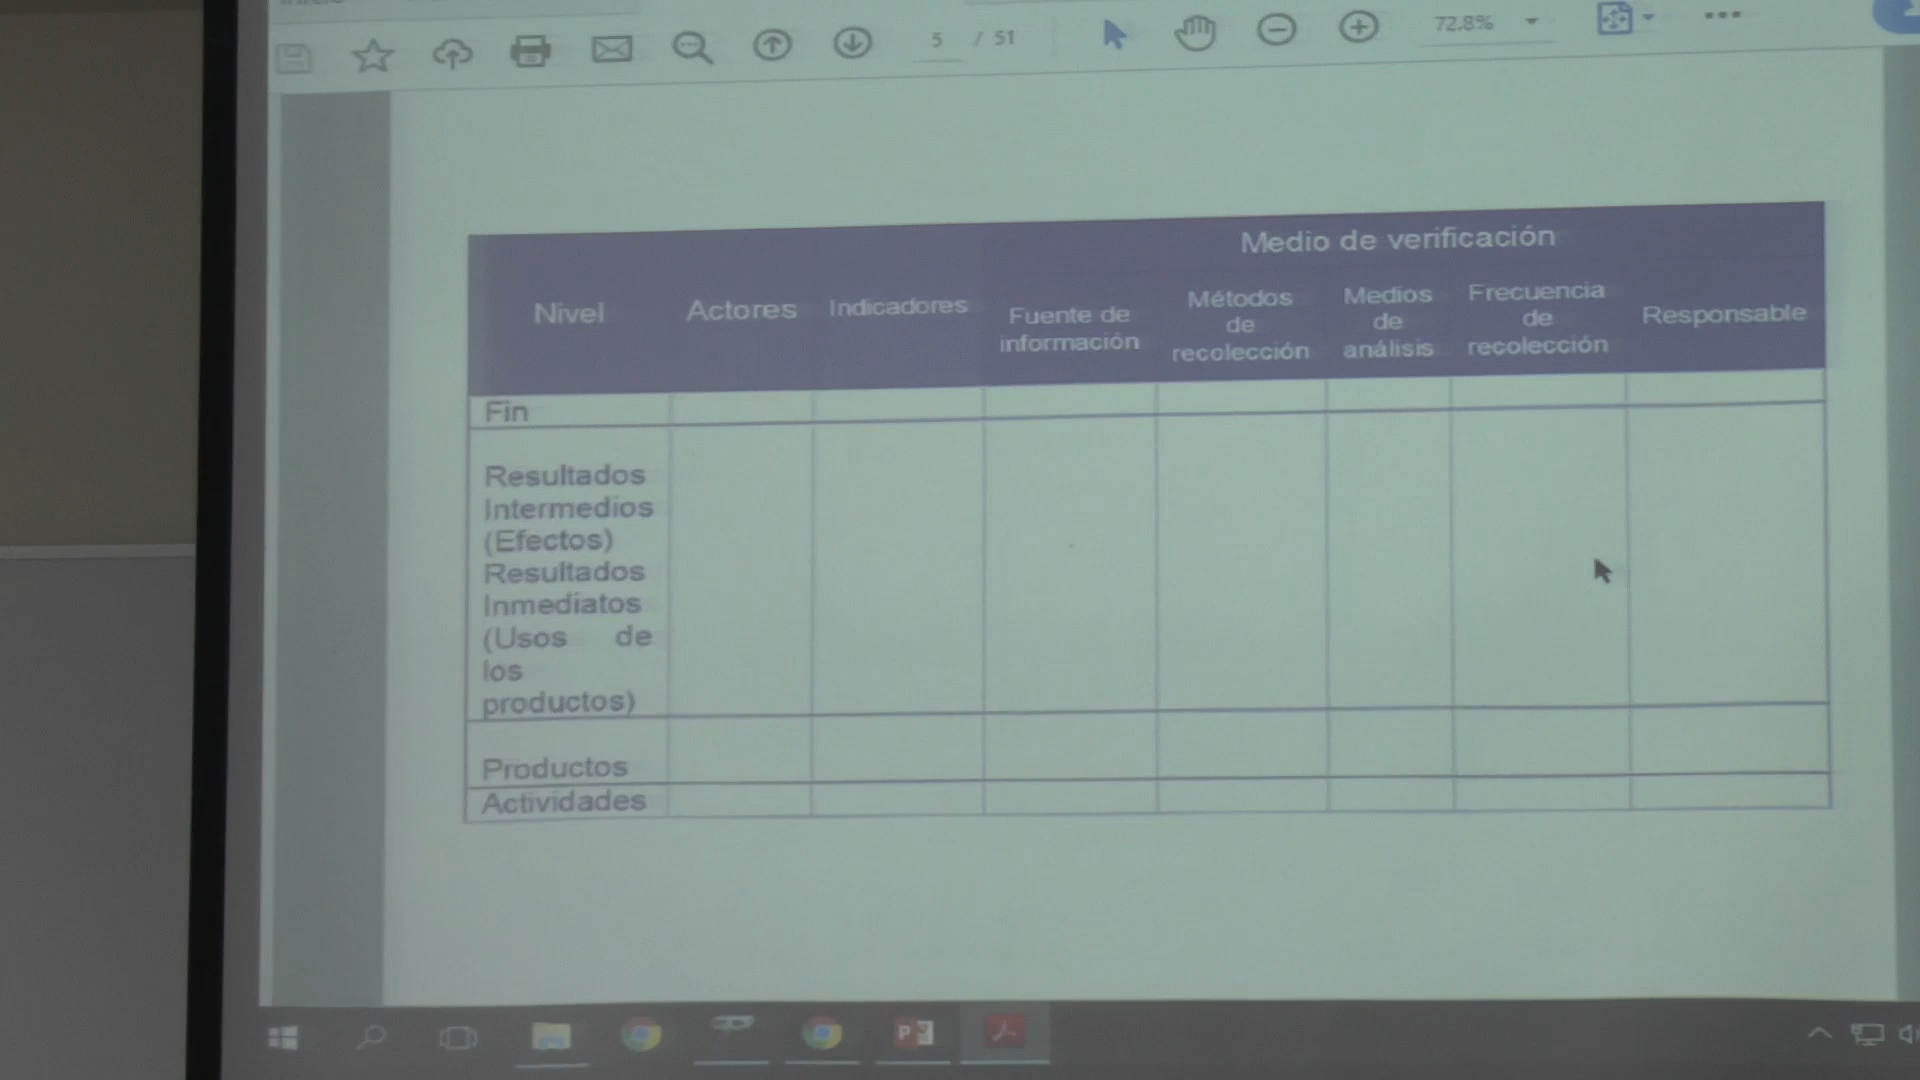 5 / 51
72.8%
Medio de verificación
Nivel
Actores
Indicadores
Fuente de
información
Métodos
de
recolección
Medios
de
análisis
Frecuencia
de
recolección
Responsable
Fin
Resultados
Intermedios
(Efectos)
Resultados
Inmediatos
(Usos de
los
productos)
Productos
Actividades